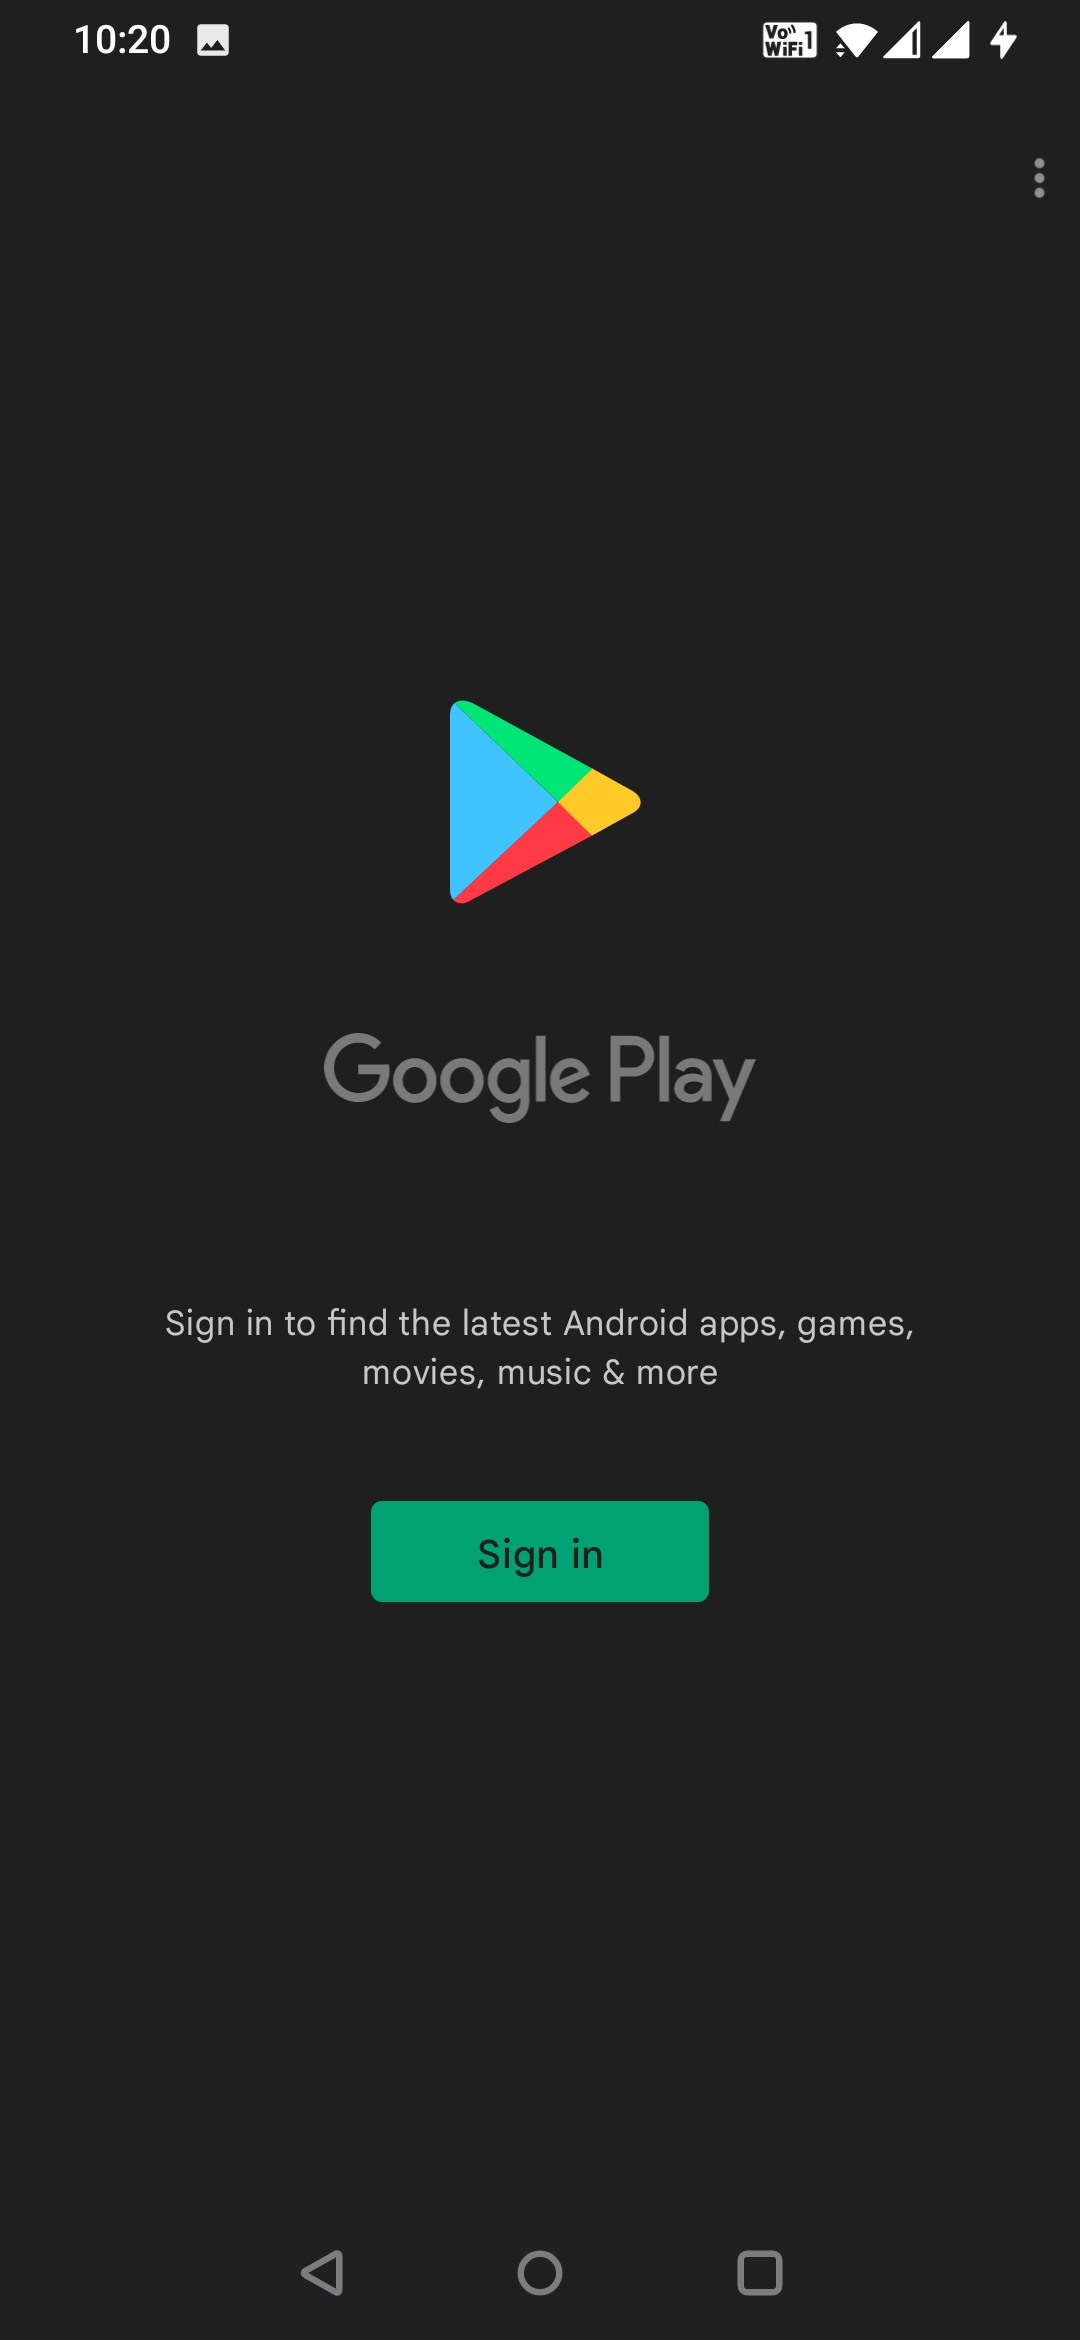 10:20
Vo WiFi 1
Google Play
Sign in to find the latest Android apps, games,
movies, music & more
Sign in